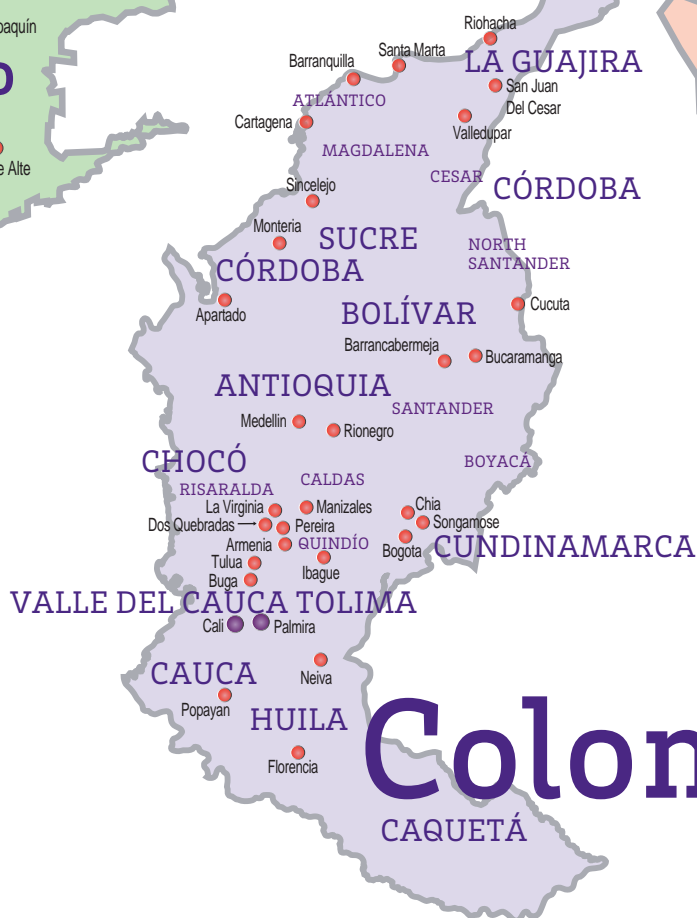 Riohacha
LA GUAJIRA
Santa Marta
Barranquilla
San Juan
Del Cesar
ATLÁNTICO
Cartagena
Valledupar
MAGDALENA
CESAR
CÓRDOBA
Sincelejo
Monteria
SUCRE
NORTH
SANTANDER
CÓRDOBA
Apartado
BOLÍVAR
Cucuta
Barrancabermeja
Bucaramanga
ANTIOQUIA
SANTANDER
Medellin
Rionegro
CHOCÓ
BOYACÁ
CALDAS
RISARALDA
La Virginia
Manizales
Chia
Dos Quebradas
Pereira
Songamose
Armenia
QUINDÍO
Bogota
CUNDINAMARCA
Tulua
Ibague
Buga
VALLE DEL CAUCA TOLIMA
Cali
Palmira
CAUCA
Neiva
Popayan
HUILA
Florencia
Colom
CAQUETÁ
oaquín
e Alte